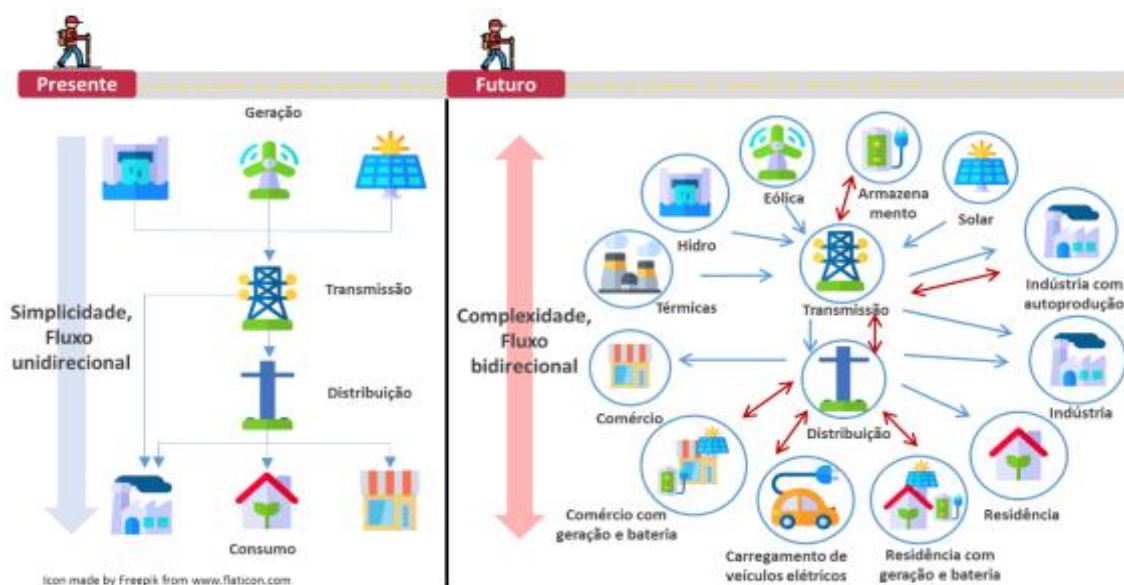 Presente
Geração
Transmissão
Simplicidade,
Fluxo
unidirecional
Distribuição
Consumo
Icon made by Freepik from www.flaticon.com
Futuro
Eólica
Armazena
mento
Solar
Hidro
Térmicas
Transmissão
Indústria com
autoprodução
Complexidade,
Fluxo
bidirecional
Comércio
Distribuição
Indústria
Comércio com
geração e bateria
Carregamento de
veículos elétricos
Residência com
geração e bateria
Residência